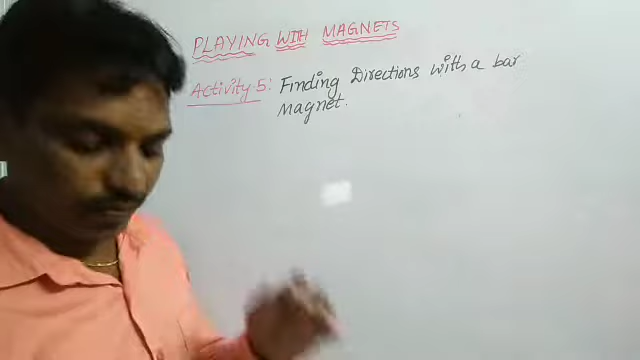 PLAYING WITH MAGNETS
Activity 5: Finding Directions with a bar
Magnet.